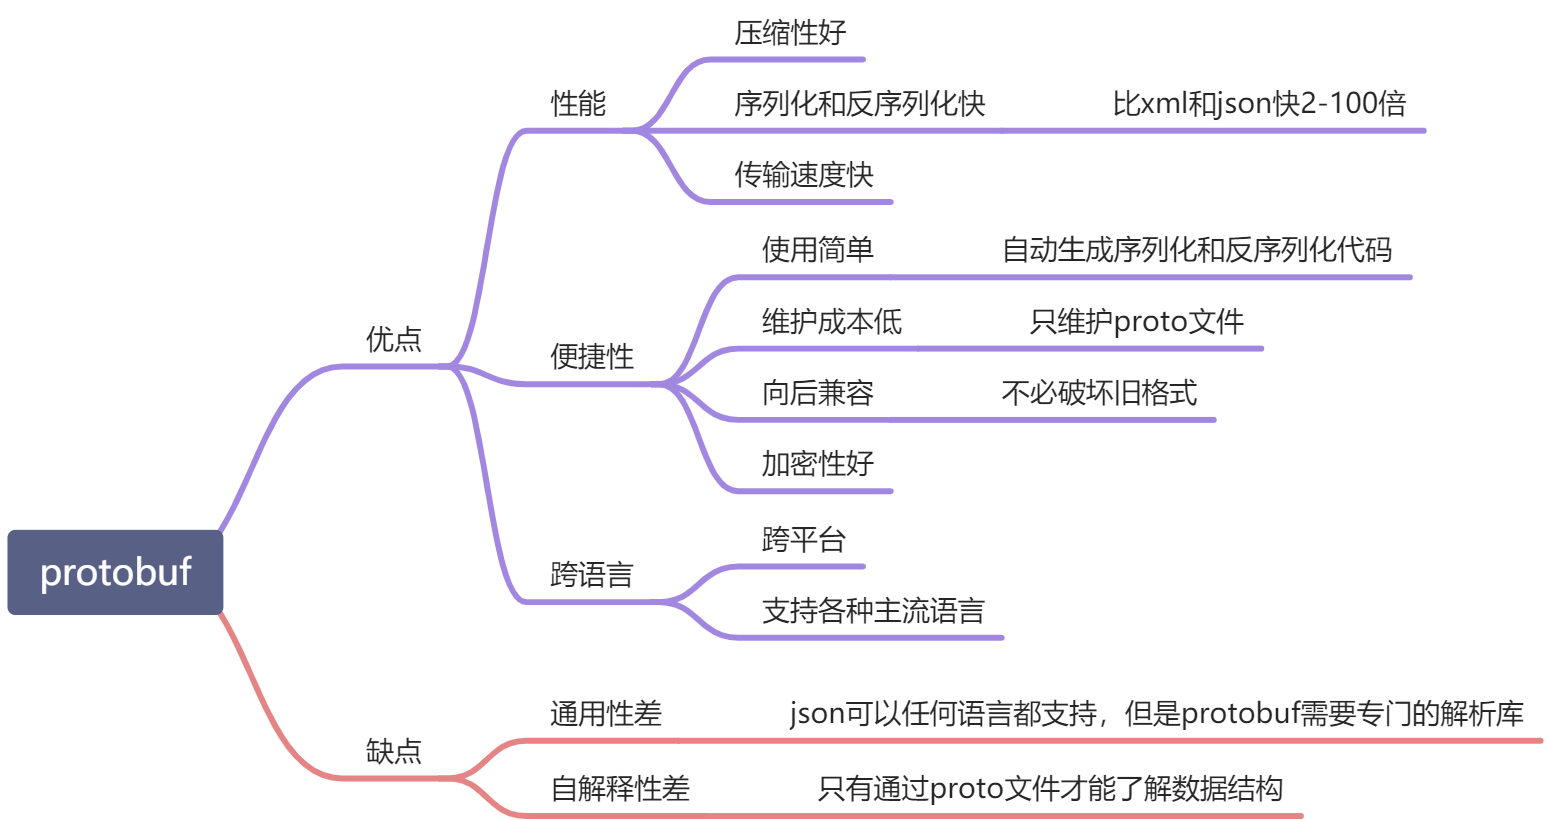 压缩性好
性能
序列化和反序列化快
比xml和json快2-100倍
传输速度快
使用简单
自动生成序列化和反序列化代码
维护成本低
只维护proto文件
优点
便捷性
向后兼容
不必破坏旧格式
加密性好
跨平台
protobuf
跨语言
支持各种主流语言
通用性差
json可以任何语言都支持，但是protobuf需要专门的解析库
缺点
自解释性差
只有通过proto文件才能了解数据结构